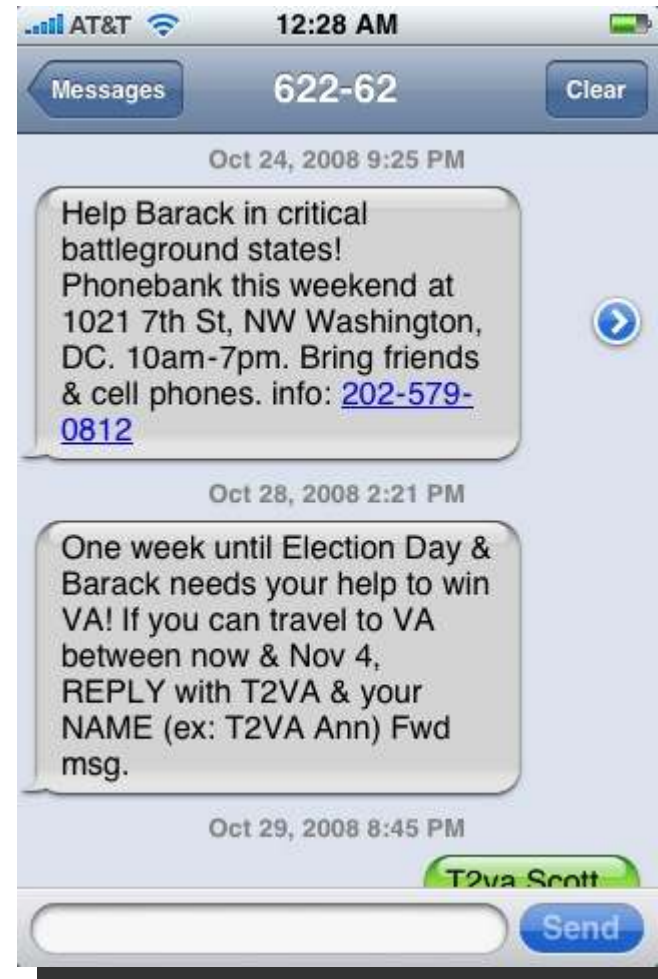 AT&T 12:28 AM
Messages 622-62 Clear
Oct 24, 2008 9:25 PM
Help Barack in critical
battleground states!
Phonebank this weekend at
1021 7th St, NW Washington,
DC. 10am-7pm. Bring friends
& cell phones. info: 202-579-
0812
Oct 28, 2008 2:21 PM
One week until Election Day &
Barack needs your help to win
VA! If you can travel to VA
between now & Nov 4,
REPLY with T2VA & your
NAME (ex: T2VA Ann) Fwd
msg.
Oct 29, 2008 8:45 PM
T2va Scott
Send